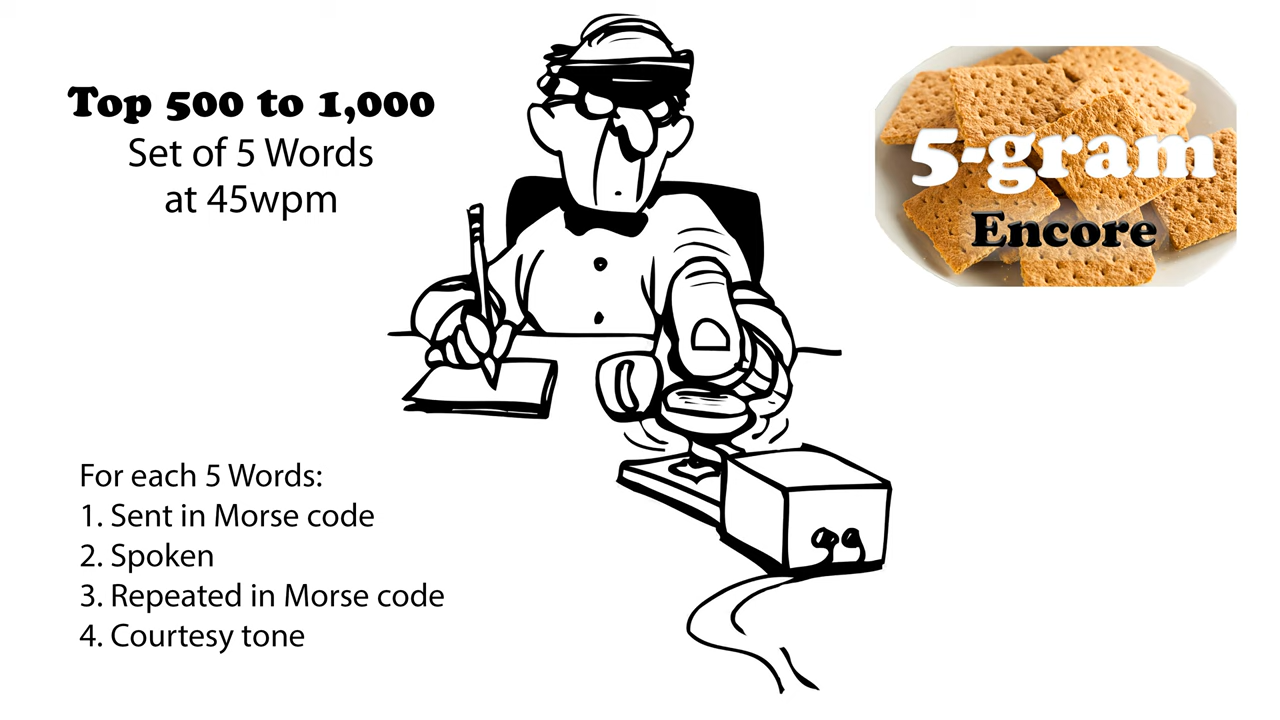 Top 500 to 1,000
Set of 5 Words
at 45wpm
5-gram
Encore
For each 5 Words:
1. Sent in Morse code
2. Spoken
3. Repeated in Morse code
4. Courtesy tone